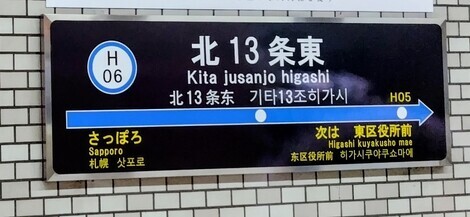 H
06
北13条東
Kita jusanjo higashi
北13条东 기타13조히가시
H05
さっぽろ
Sapporo
札幌 삿포로
次は 東区役所前
Higashi kuyakusho mae
东区役所前 히가시쿠야쿠쇼마에